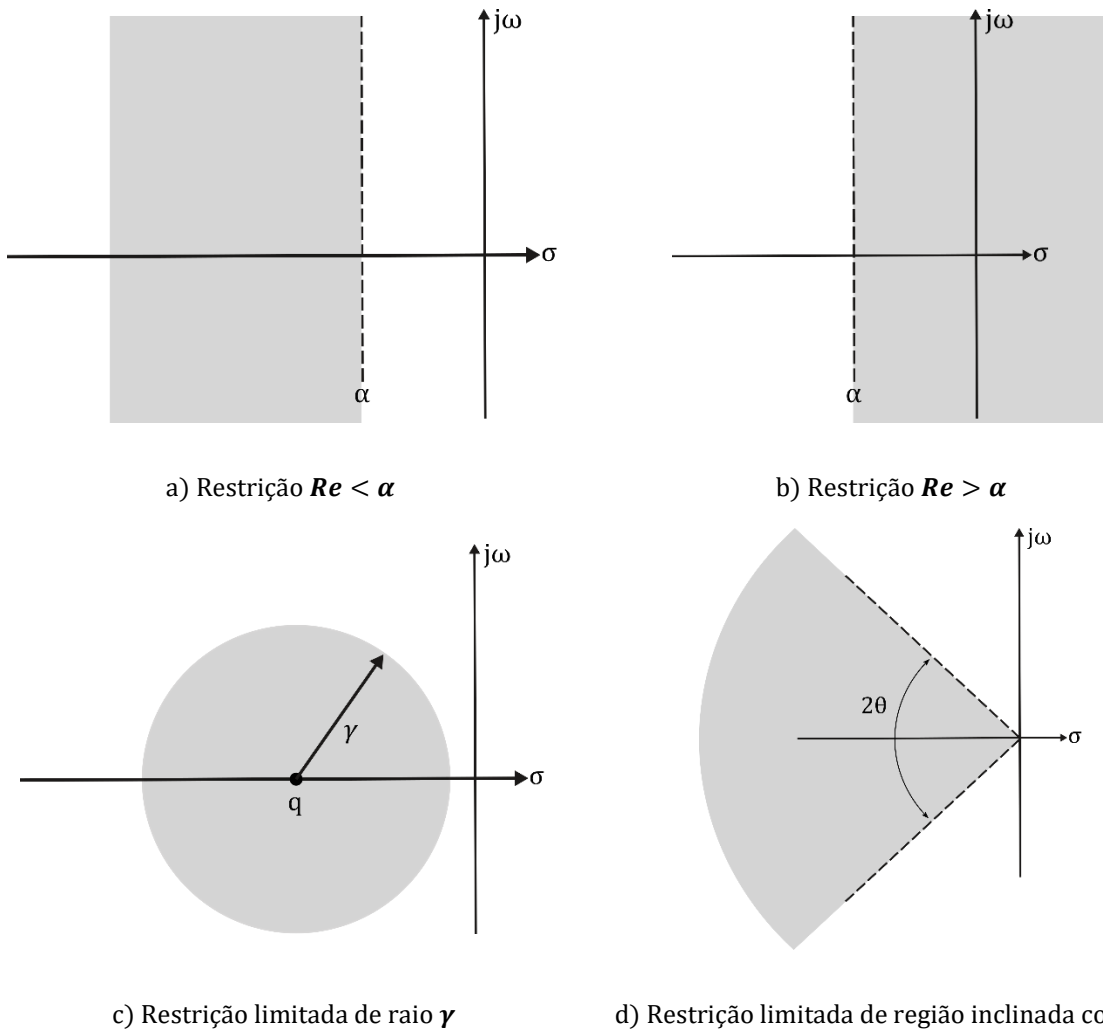 jω
σ
α
a) Restrição Re < α
jω
σ
α
b) Restrição Re > α
jω
σ
γ
q
c) Restrição limitada de raio γ
jω
2θ
σ
d) Restrição limitada de região inclinada co